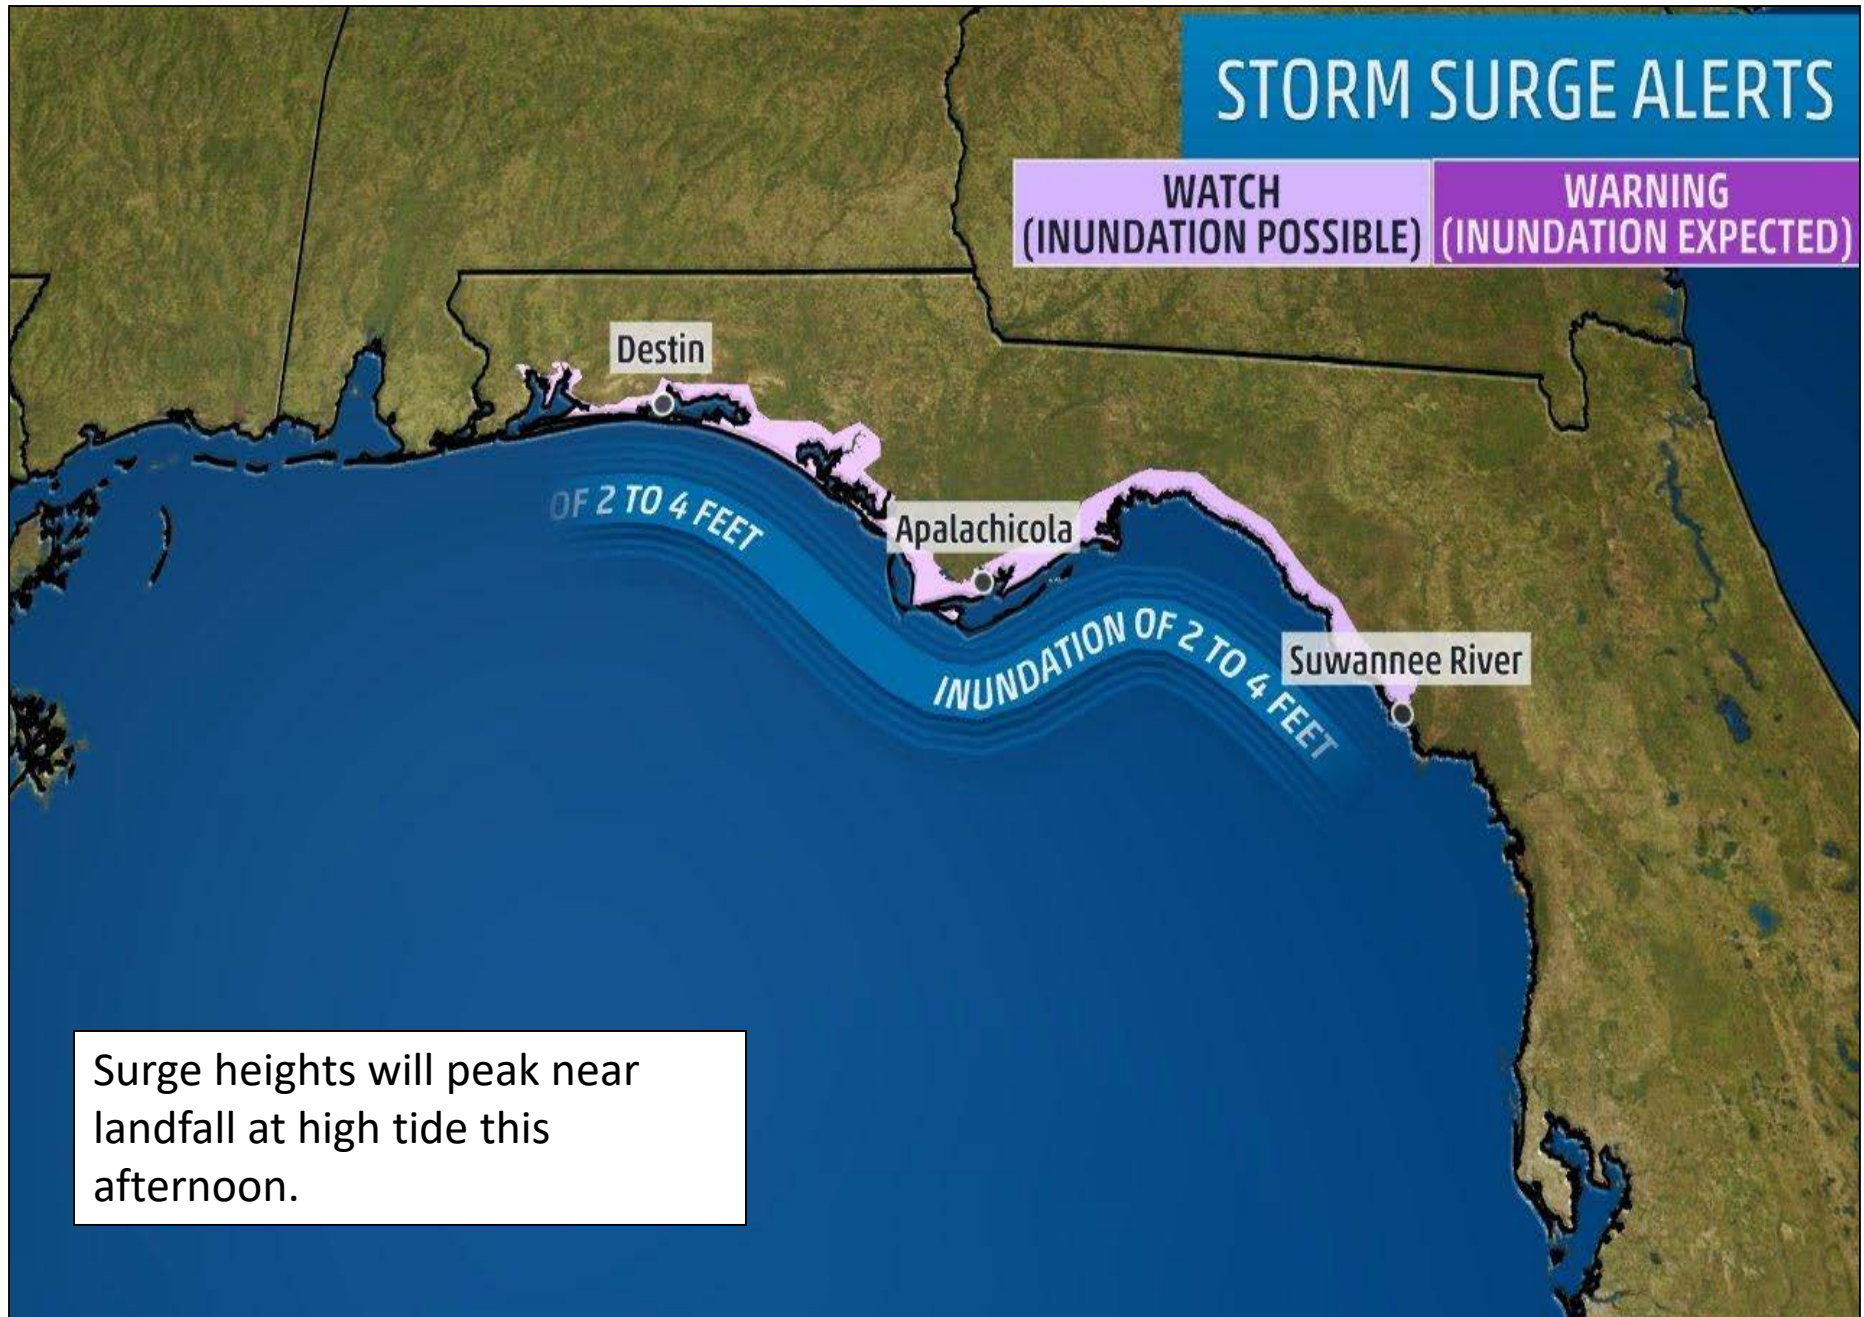 STORM SURGE ALERTS
WATCH
(INUNDATION POSSIBLE)
WARNING
(INUNDATION EXPECTED)
Destin
OF 2 TO 4 FEET
Apalachicola
INUNDATION OF 2 TO 4 FEET
Suwannee River
Surge heights will peak near
landfall at high tide this
afternoon.